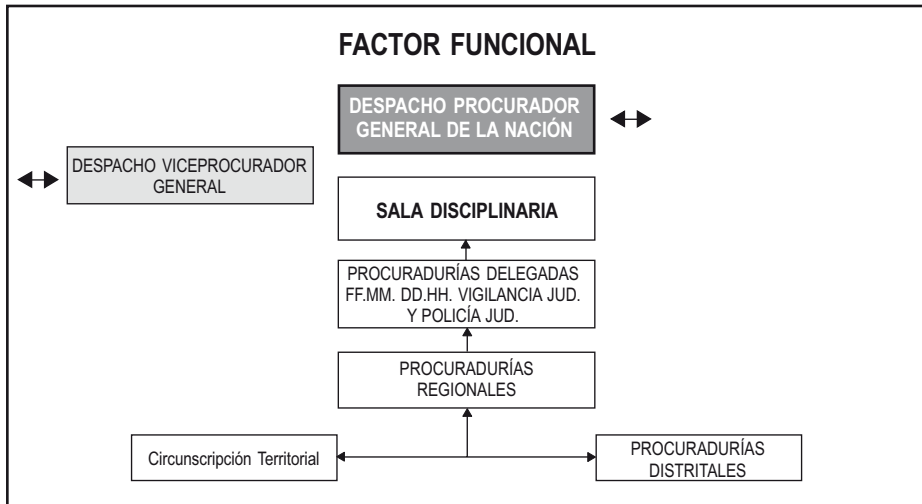 FACTOR FUNCIONAL
DESPACHO PROCURADOR
GENERAL DE LA NACIÓN
DESPACHO VICEPROCURADOR
GENERAL
SALA DISCIPLINARIA
PROCURADURÍAS DELEGADAS
FF.MM. DD.HH. VIGILANCIA JUD.
Y POLICÍA JUD.
PROCURADURÍAS
REGIONALES
Circunscripción Territorial
PROCURADURÍAS
DISTRITALES